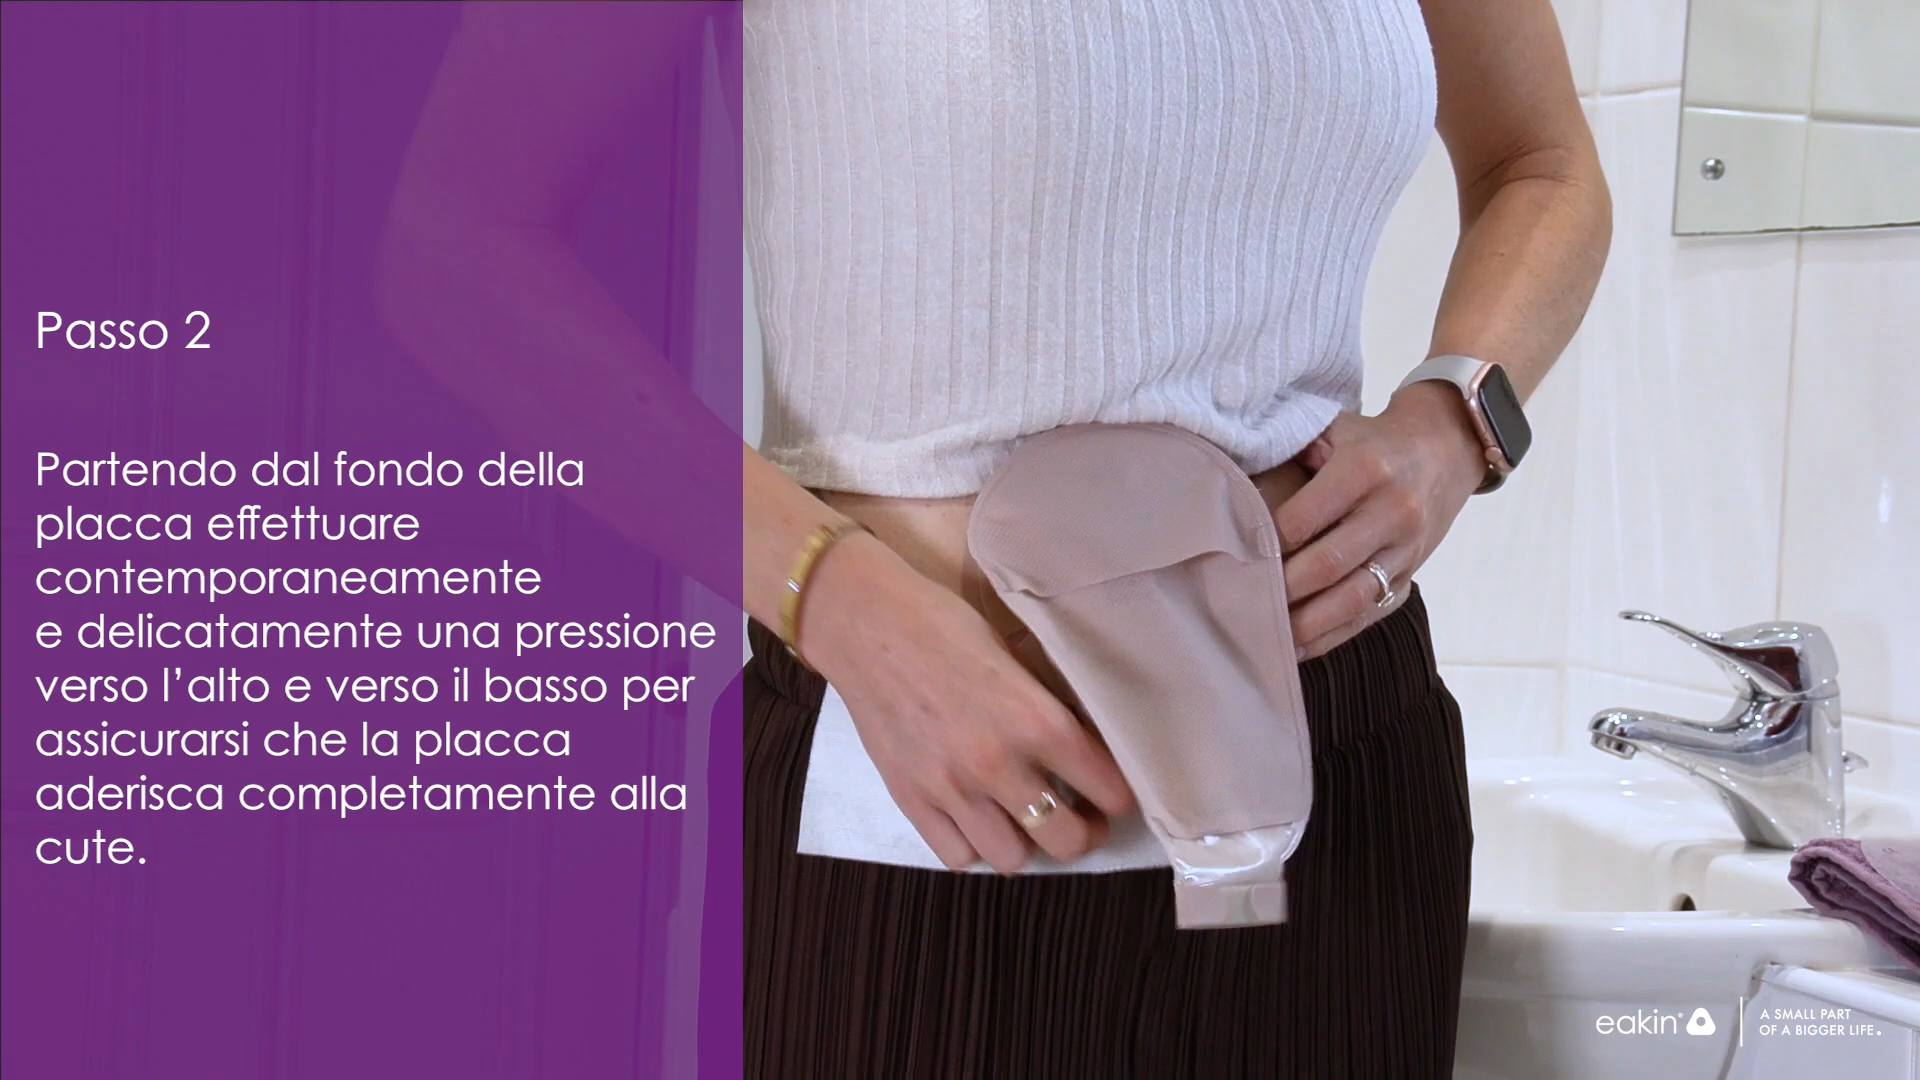 Passo 2
Partendo dal fondo della
placca effettuare
contemporaneamente
e delicatamente una pressione
verso l’alto e verso il basso per
assicurarsi che la placca
aderisca completamente alla
cute.
eakin®
A SMALL PART
OF A BIGGER LIFE.